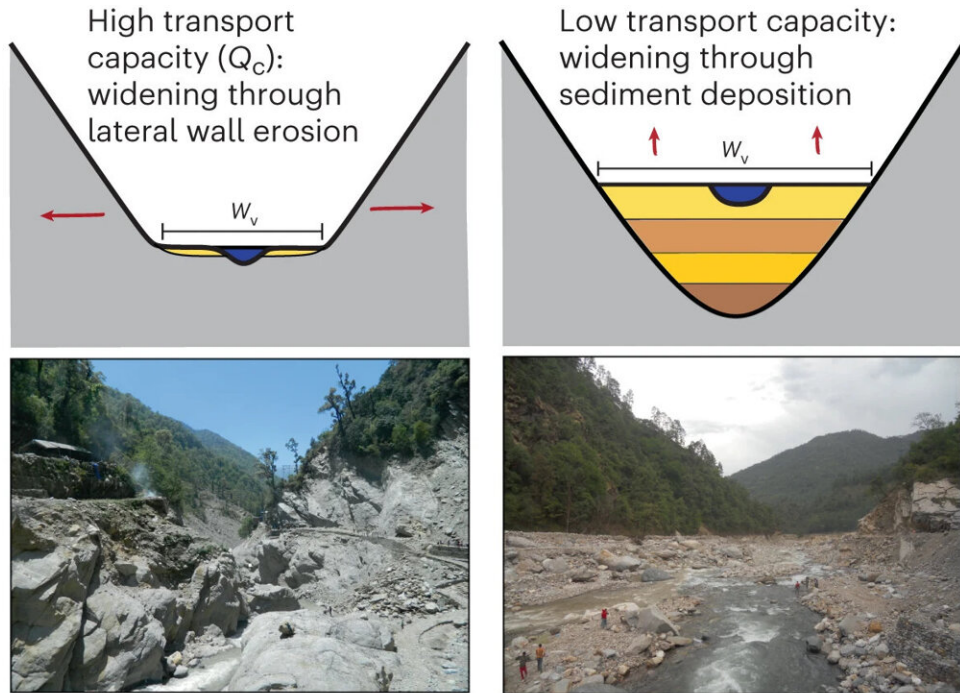 High transport
capacity (Qc):
widening through
lateral wall erosion
Wv
Low transport capacity:
widening through
sediment deposition
Wv